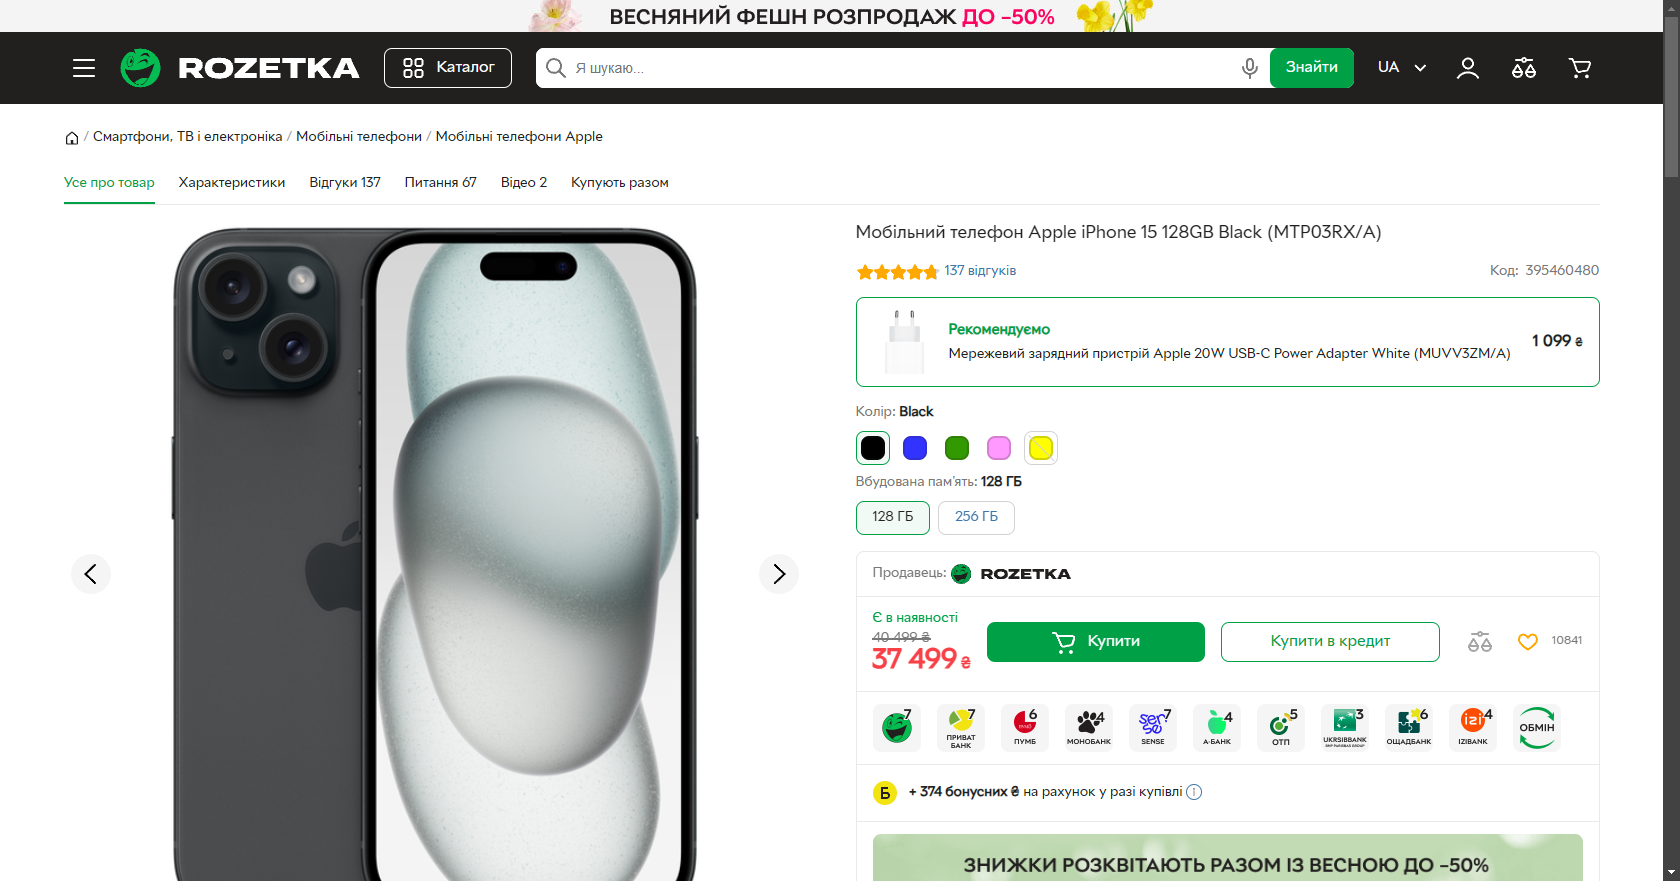 ВЕСНЯНИЙ ФЕШН РОЗПРОДАЖ ДО –50%
ROZETKA
Каталог
Я шукаю...
Знайти
UA
/ Смартфони, ТВ і електроніка / Мобільні телефони / Мобільні телефони Apple
Усе про товар
Характеристики
Відгуки 137
Питання 67
Відео 2
Купують разом
Мобільний телефон Apple iPhone 15 128GB Black (MTP03RX/A)
137 відгуків
Код: 395460480
Рекомендуємо
Мережевий зарядний пристрій Apple 20W USB-C Power Adapter White (MUVV3ZM/A)
1 099 ₴
Колір: Black
Вбудована пам'ять: 128 ГБ
128 ГБ
256 ГБ
Продавець: ROZETKA
Є в наявності
40 499 ₴
37 499 ₴
Купити
Купити в кредит
10841
7
7
ПРИВАТ
БАНК
6
ПУМБ
4
МОНОБАНК
7
SENSE
4
А-БАНК
5
ОТП
3
UKRSIBBANK
BNP PARIBAS GROUP
6
ОЩАДБАНК
izi
4
IZIBANK
ОБМІН
Б
+ 374 бонусних ₴ на рахунок у разі купівлі
ЗНИЖКИ РОЗКВІТАЮТЬ РАЗОМ ІЗ ВЕСНОЮ ДО –50%